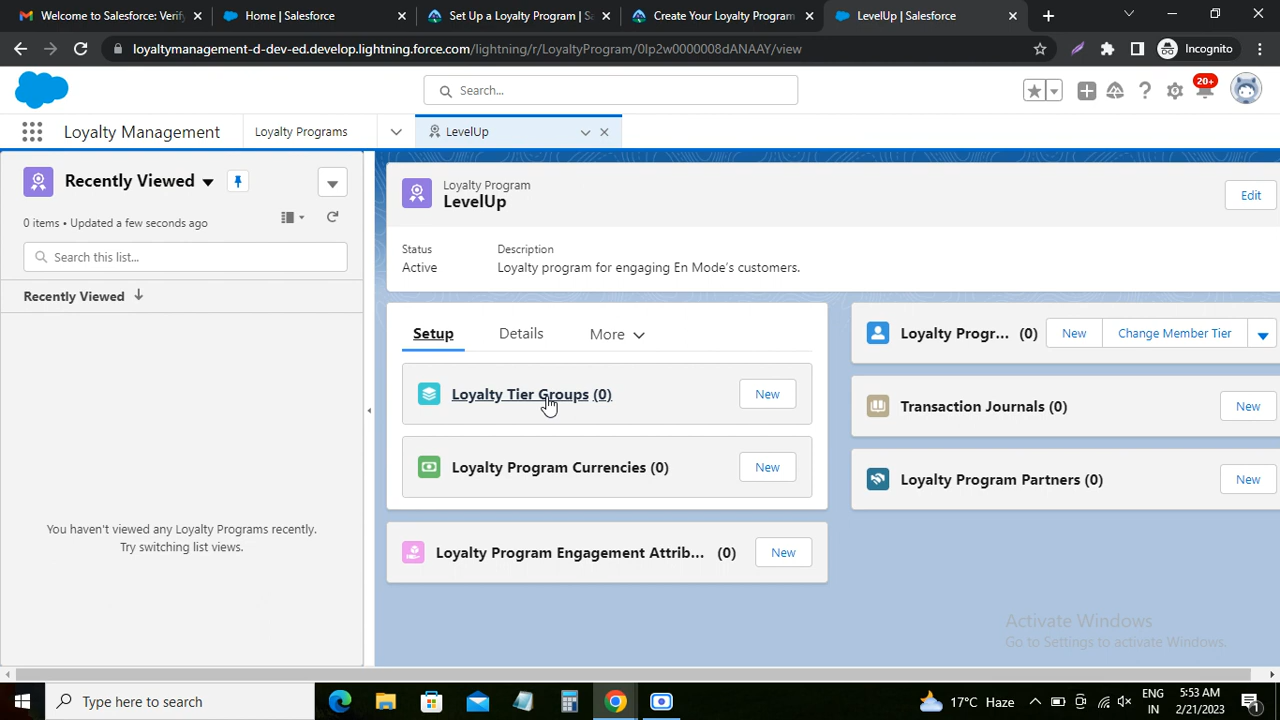 Welcome to Salesforce: Verify
Home | Salesforce
Set Up a Loyalty Program | S
Create Your Loyalty Program
LevelUp | Salesforce
loyaltymanagement-d-dev-ed.develop.lightning.force.com/lightning/r/LoyaltyProgram/0lp2w0000008dANAAY/view
Incognito
Search...
20+
Loyalty Management
Loyalty Programs
LevelUp
Recently Viewed
0 items • Updated a few seconds ago
Search this list...
Recently Viewed
You haven't viewed any Loyalty Programs recently.
Try switching list views.
Loyalty Program
LevelUp
Edit
Status
Description
Active
Loyalty program for engaging En Mode's customers.
Setup
Details
More
Loyalty Tier Groups (0)
New
Loyalty Program Currencies (0)
New
Loyalty Program Engagement Attrib... (0)
New
Loyalty Progr... (0)
New
Change Member Tier
Transaction Journals (0)
New
Loyalty Program Partners (0)
New
Activate Windows
Go to Settings to activate Windows.
Type here to search
17°C Haze
ENG
IN
5:53 AM
2/21/2023
1